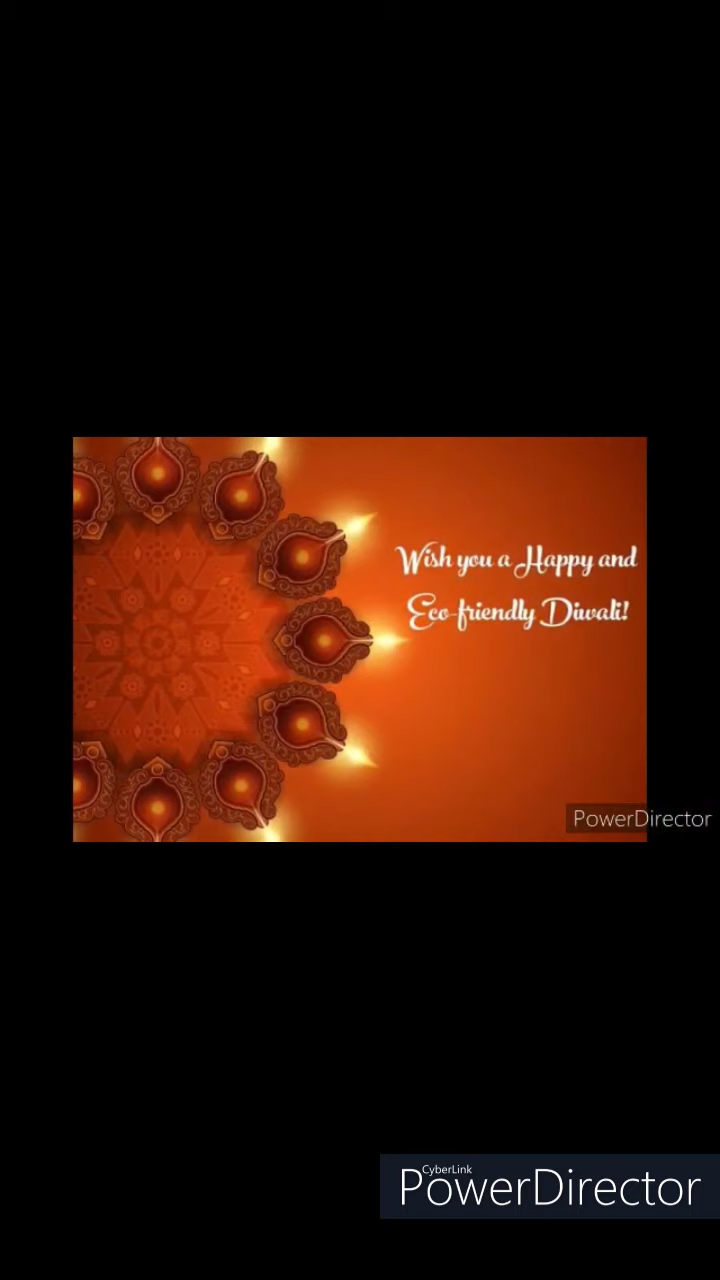 Wish you a Happy and
Eco-friendly Diwali!
PowerDirector
CyberLink
PowerDirector